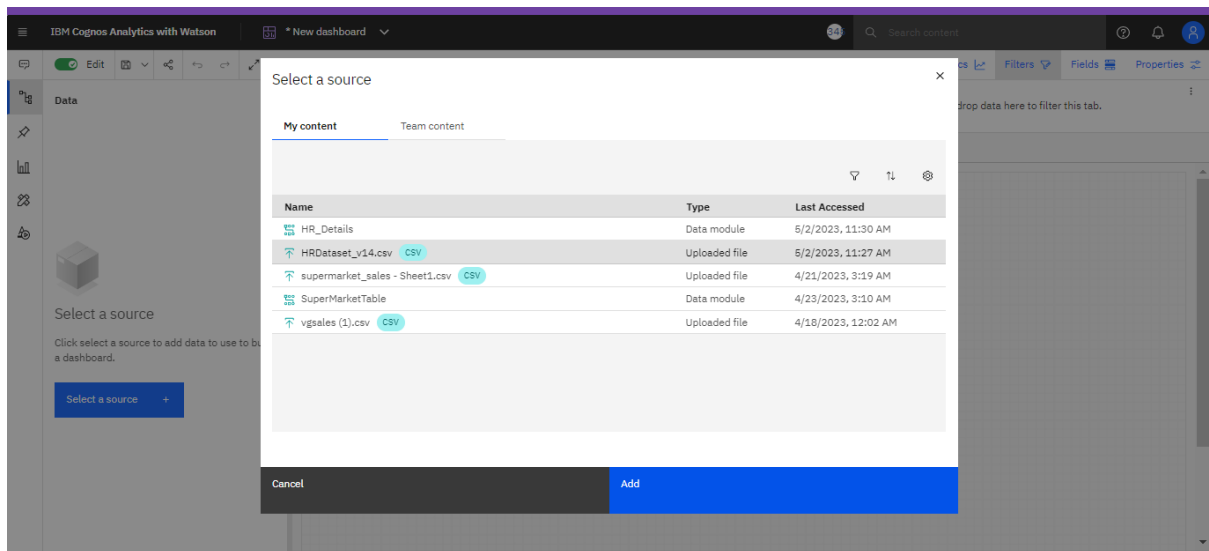 IBM Cognos Analytics with Watson
* New dashboard
Search content
Edit
cs
Filters
Fields
Properties
Data
drop data here to filter this tab.
Select a source
Click select a source to add data to use to bu
a dashboard.
Select a source +
Select a source
My content
Team content
Name Type Last Accessed
HR_Details Data module 5/2/2023, 11:30 AM
HRDataset_v14.csv CSV Uploaded file 5/2/2023, 11:27 AM
supermarket_sales - Sheet1.csv CSV Uploaded file 4/21/2023, 3:19 AM
SuperMarketTable Data module 4/23/2023, 3:10 AM
vgsales (1).csv CSV Uploaded file 4/18/2023, 12:02 AM
Cancel
Add